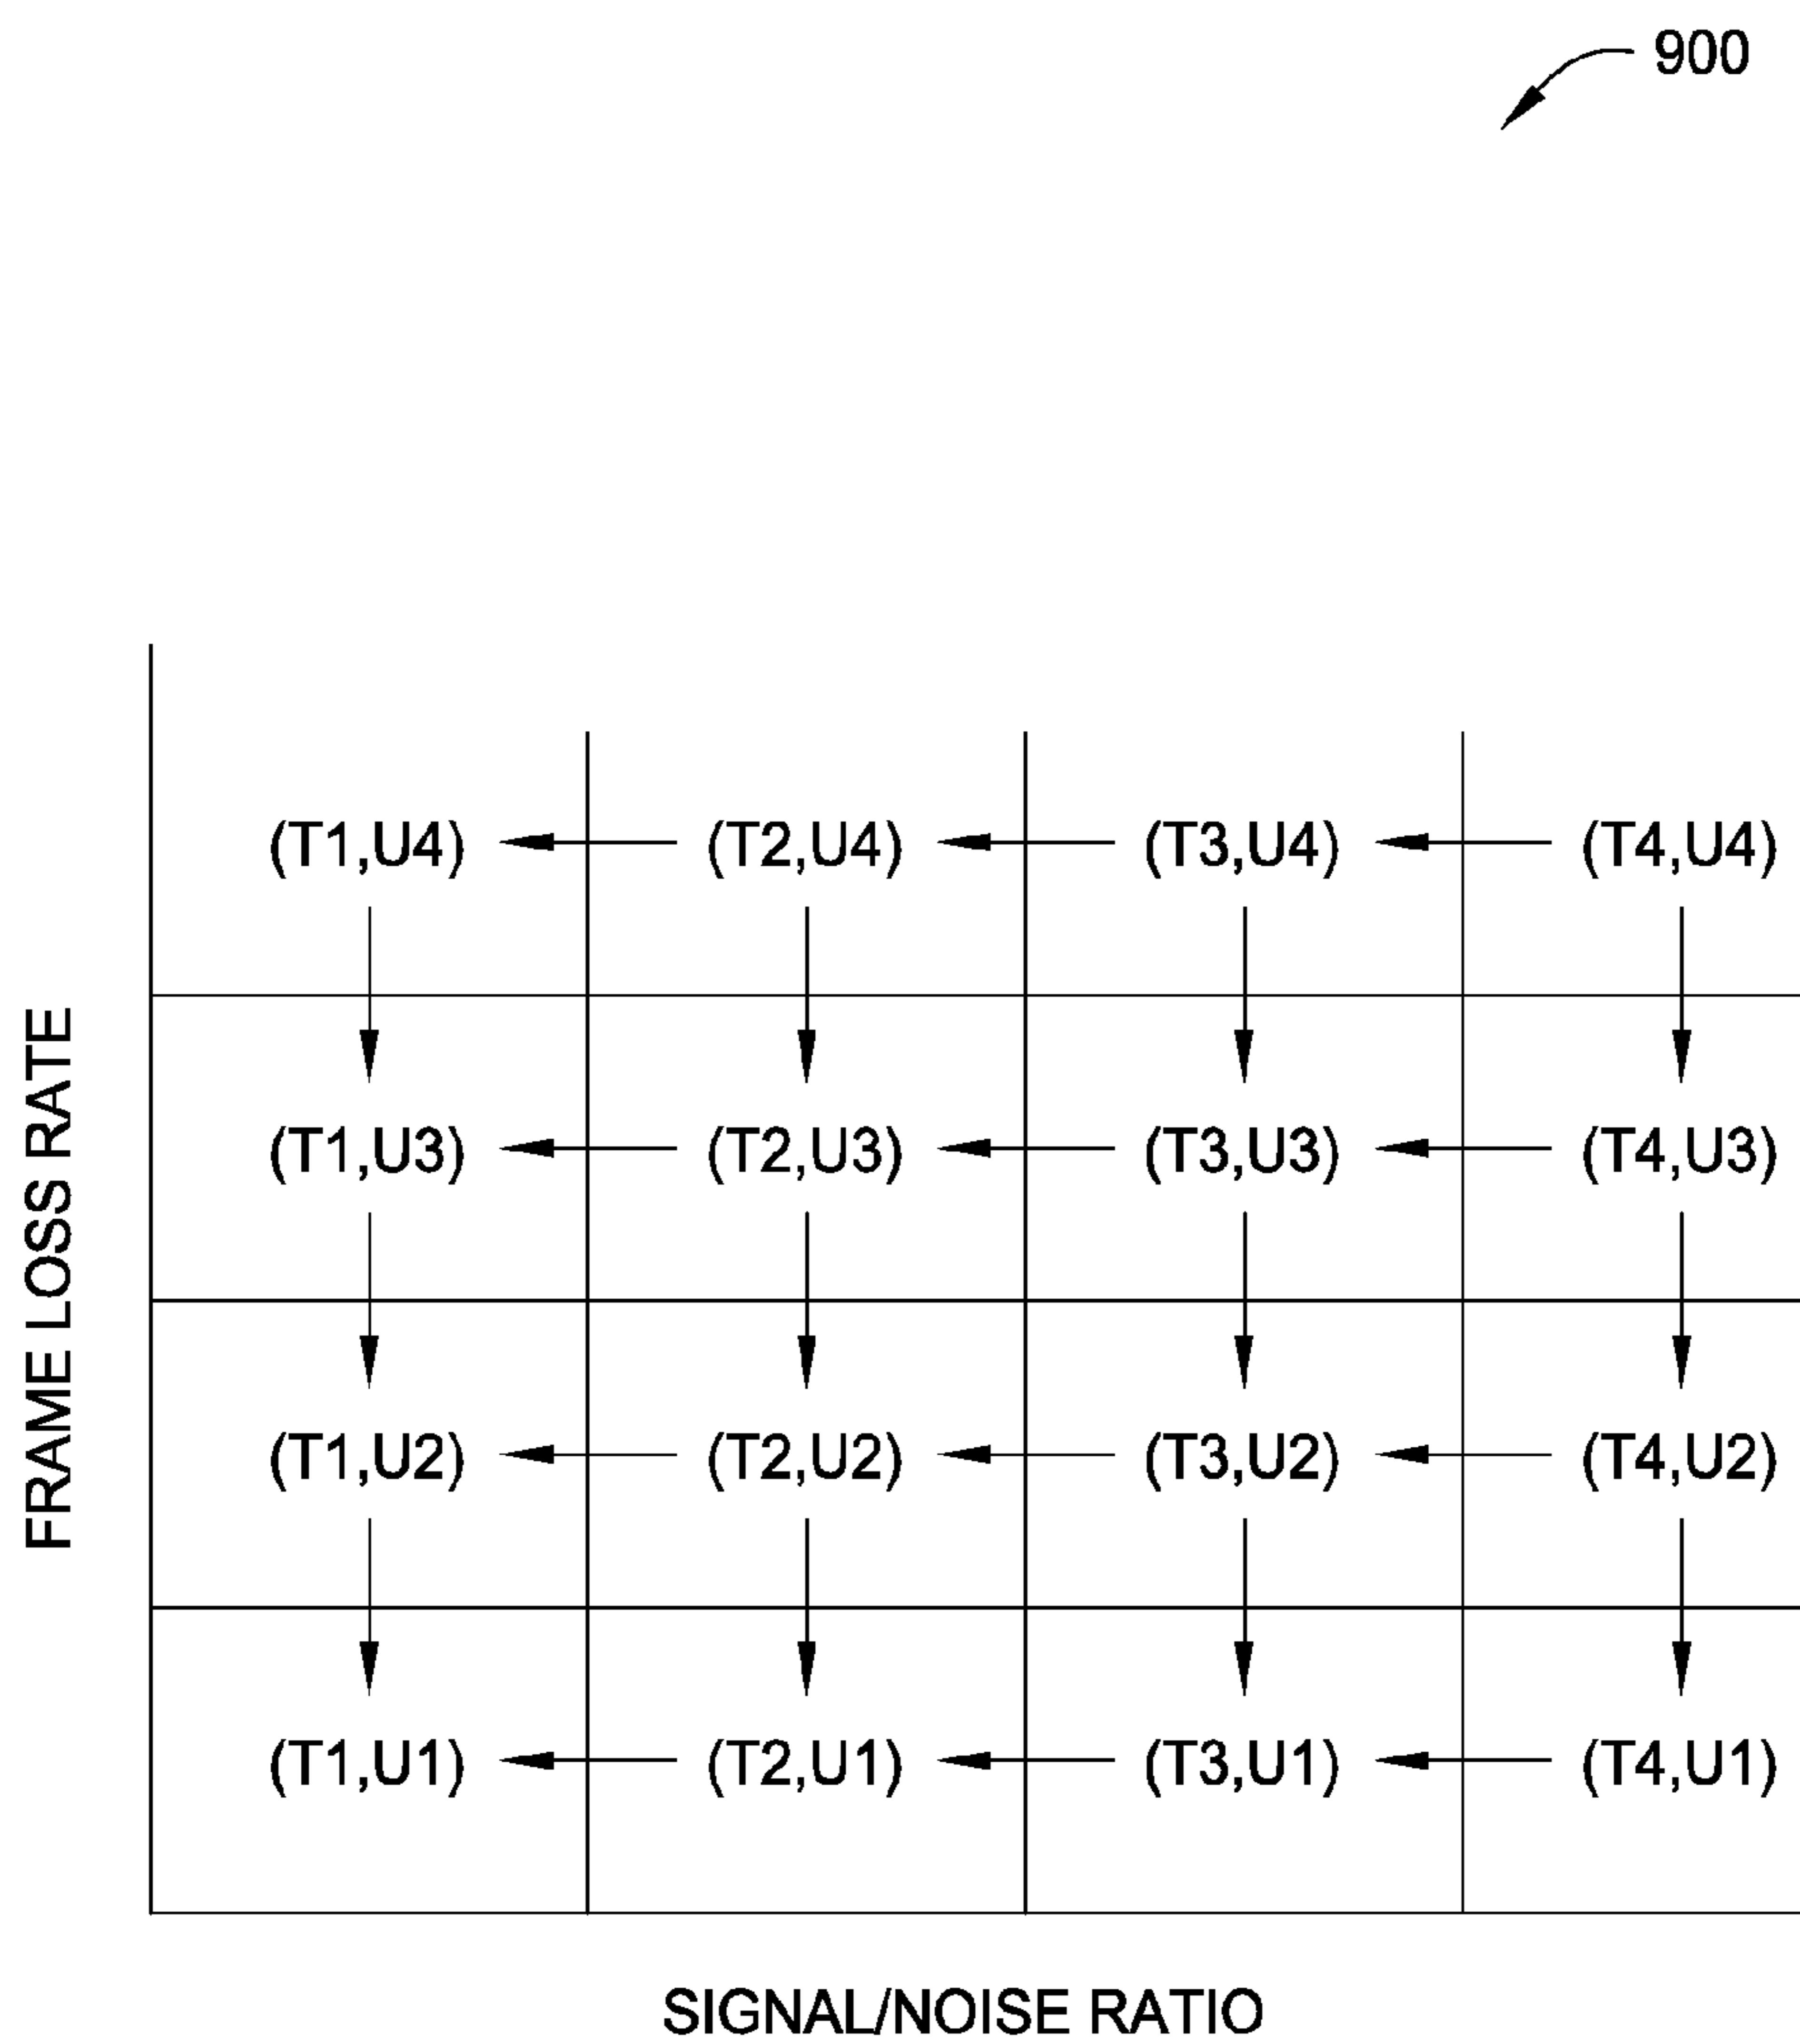 900
(T1,U4) (T2,U4) (T3,U4) (T4,U4)
(T1,U3) (T2,U3) (T3,U3) (T4,U3)
(T1,U2) (T2,U2) (T3,U2) (T4,U2)
(T1,U1) (T2,U1) (T3,U1) (T4,U1)
FRAME LOSS RATE
SIGNAL/NOISE RATIO